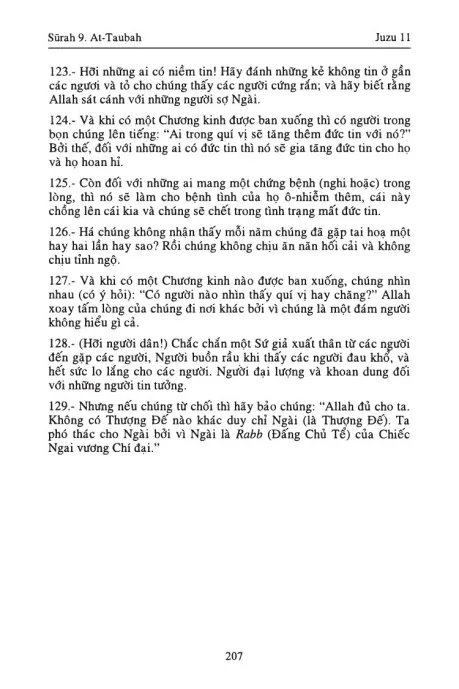 Sūrah 9. At-Taubah Juzu 11
123.- Hỡi những ai có niềm tin! Hãy đánh những kẻ không tin ở gần
các ngươi và tỏ cho chúng thấy các ngươi cứng rắn; và hãy biết rằng
Allah sát cánh với những người sợ Ngài.
124.- Và khi có một Chương kinh được ban xuống thì có người trong
bọn chúng lên tiếng: “Ai trong quí vị sẽ tăng thêm đức tin với nó?”
Bởi thế, đối với những ai có đức tin thì nó sẽ gia tăng đức tin cho họ
và họ hoan hỉ.
125.- Còn đối với những ai mang một chứng bệnh (nghi hoặc) trong
lòng, thì nó sẽ làm cho bệnh tình của họ ô-nhiễm thêm, cái này
chồng lên cái kia và chúng sẽ chết trong tình trạng mất đức tin.
126.- Há chúng không nhận thấy mỗi năm chúng đã gặp tai hoạ một
hay hai lần hay sao? Rồi chúng không chịu ăn năn hối cải và không
chịu tỉnh ngộ.
127.- Và khi có một Chương kinh nào được ban xuống, chúng nhìn
nhau (có ý hỏi): “Có người nào nhìn thấy quí vị hay chăng?” Allah
xoay tấm lòng của chúng đi nơi khác bởi vì chúng là một đám người
không hiểu gì cả.
128.- (Hỡi người dân!) Chắc chắn một Sứ giả xuất thân từ các người
đến gặp các người, Người buồn rầu khi thấy các người đau khổ, và
hết sức lo lắng cho các người. Người đại lượng và khoan dung đối
với những người tin tưởng.
129.- Nhưng nếu chúng từ chối thì hãy bảo chúng: “Allah đủ cho ta.
Không có Thượng Đế nào khác duy chỉ Ngài (là Thượng Đế). Ta
phó thác cho Ngài bởi vì Ngài là Rabb (Đấng Chủ Tể) của Chiếc
Ngai vương Chí đại.”
207